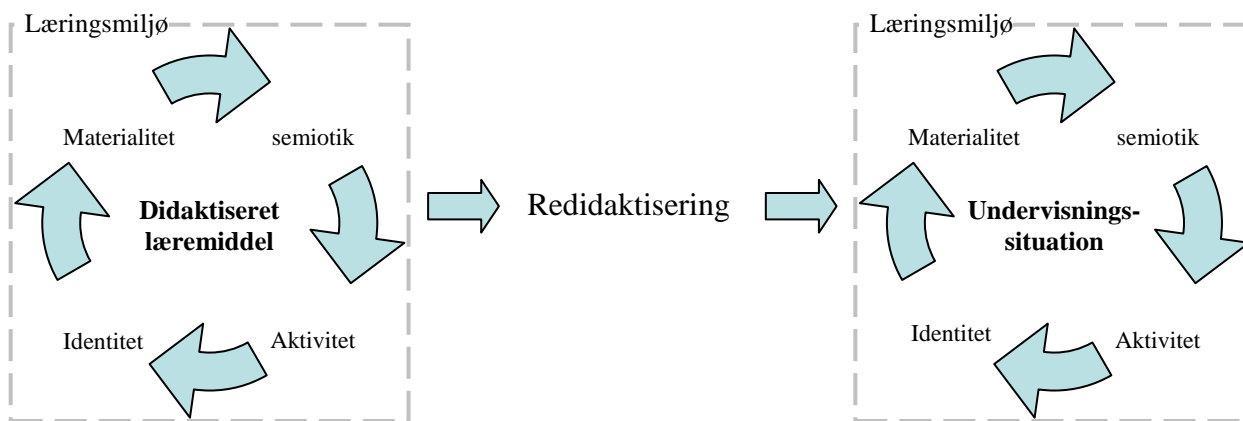 Læringsmiljø
Materialitet
semiotik
Didaktiseret
læremiddel
Identitet
Aktivitet
Redidaktisering
Læringsmiljø
Materialitet
semiotik
Undervisnings-
situation
Identitet
Aktivitet